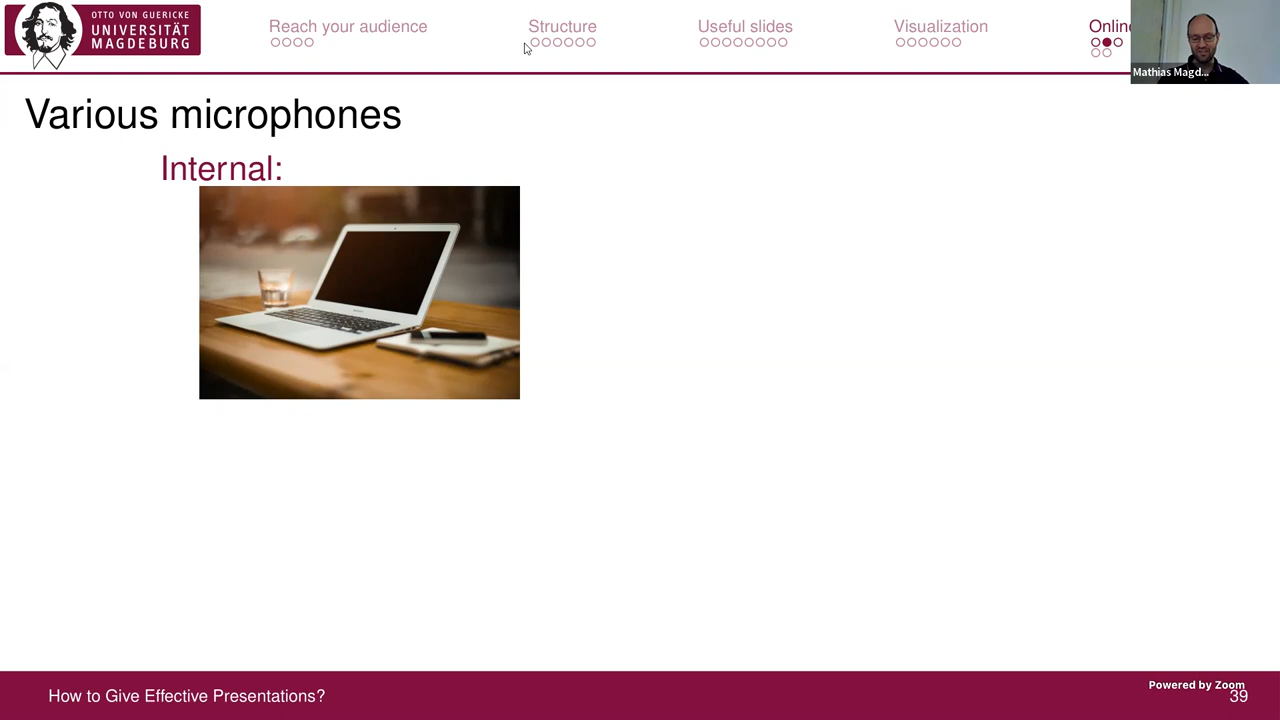 OTTO VON GUERICKE
UNIVERSITÄT
MAGDEBURG
Reach your audience
Structure
Useful slides
Visualization
Onlin
Mathias Magd...
Various microphones
Internal:
How to Give Effective Presentations?
Powered by Zoom
39